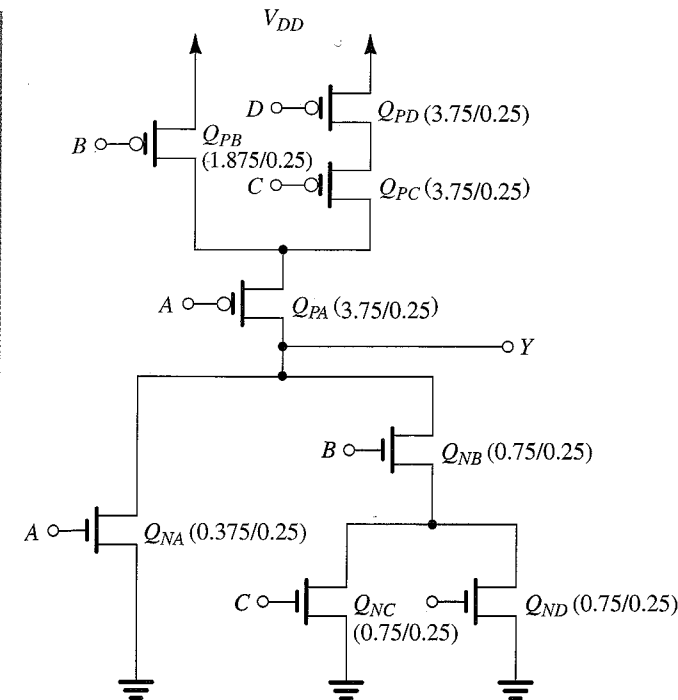 V_DD
D
Q_PD (3.75/0.25)
B
Q_PB
(1.875/0.25)
C
Q_PC (3.75/0.25)
A
Q_PA (3.75/0.25)
Y
B
Q_NB (0.75/0.25)
A
Q_NA (0.375/0.25)
C
Q_NC
(0.75/0.25)
Q_ND (0.75/0.25)